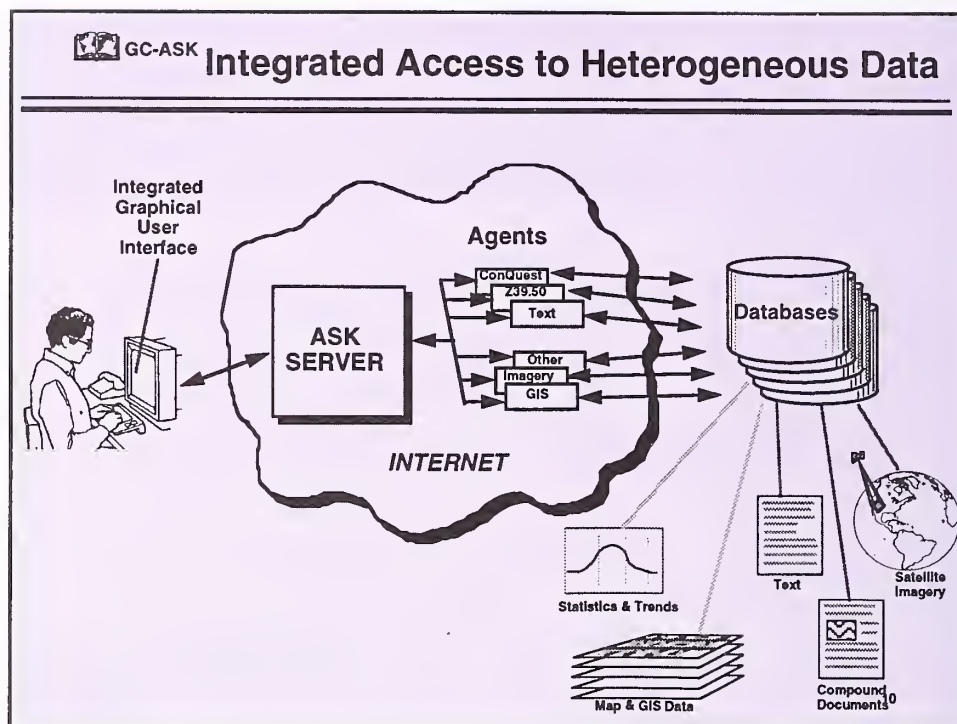 GC-ASK Integrated Access to Heterogeneous Data
Integrated
Graphical
User
Interface
Agents
ConQuest
Z39.50
Text
ASK
SERVER
Other
Imagery
GIS
INTERNET
Databases
Statistics & Trends
Map & GIS Data
Text
Compound
Documents
Satellite
Imagery
10